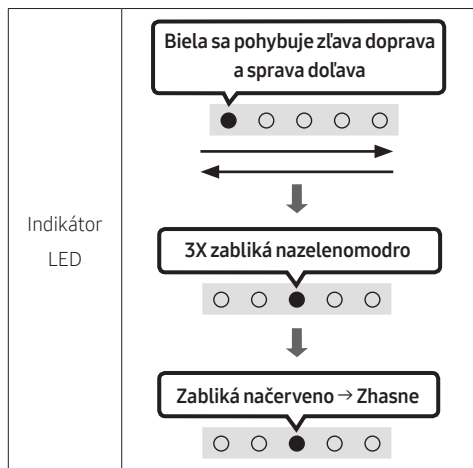 Biela sa pohybuje zľava doprava
a sprava doľava
Indikátor
LED
3X zabliká nazelenomodro
Zabliká načerveno → Zhasne